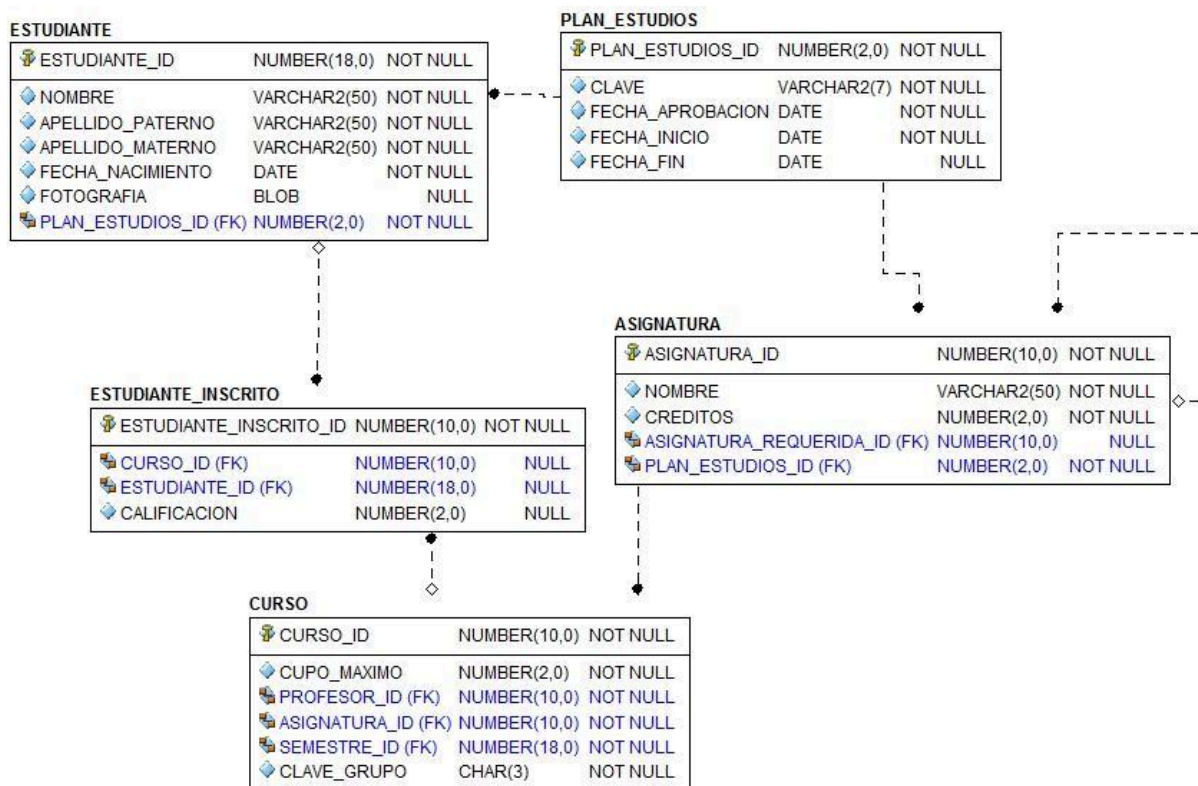 ESTUDIANTE
ESTUDIANTE_ID NUMBER(18,0) NOT NULL
NOMBRE VARCHAR2(50) NOT NULL
APELLIDO_PATERNO VARCHAR2(50) NOT NULL
APELLIDO_MATERNO VARCHAR2(50) NOT NULL
FECHA_NACIMIENTO DATE NOT NULL
FOTOGRAFIA BLOB NULL
PLAN_ESTUDIOS_ID (FK) NUMBER(2,0) NOT NULL
PLAN_ESTUDIOS
PLAN_ESTUDIOS_ID NUMBER(2,0) NOT NULL
CLAVE VARCHAR2(7) NOT NULL
FECHA_APROBACION DATE NOT NULL
FECHA_INICIO DATE NOT NULL
FECHA_FIN DATE NULL
ASIGNATURA
ASIGNATURA_ID NUMBER(10,0) NOT NULL
NOMBRE VARCHAR2(50) NOT NULL
CREDITOS NUMBER(2,0) NOT NULL
ASIGNATURA_REQUERIDA_ID (FK) NUMBER(10,0) NULL
PLAN_ESTUDIOS_ID (FK) NUMBER(2,0) NOT NULL
ESTUDIANTE_INSCRITO
ESTUDIANTE_INSCRITO_ID NUMBER(10,0) NOT NULL
CURSO_ID (FK) NUMBER(10,0) NULL
ESTUDIANTE_ID (FK) NUMBER(18,0) NULL
CALIFICACION NUMBER(2,0) NULL
CURSO
CURSO_ID NUMBER(10,0) NOT NULL
CUPO_MAXIMO NUMBER(2,0) NOT NULL
PROFESOR_ID (FK) NUMBER(10,0) NOT NULL
ASIGNATURA_ID (FK) NUMBER(10,0) NOT NULL
SEMESTRE_ID (FK) NUMBER(18,0) NOT NULL
CLAVE_GRUPO CHAR(3) NOT NULL